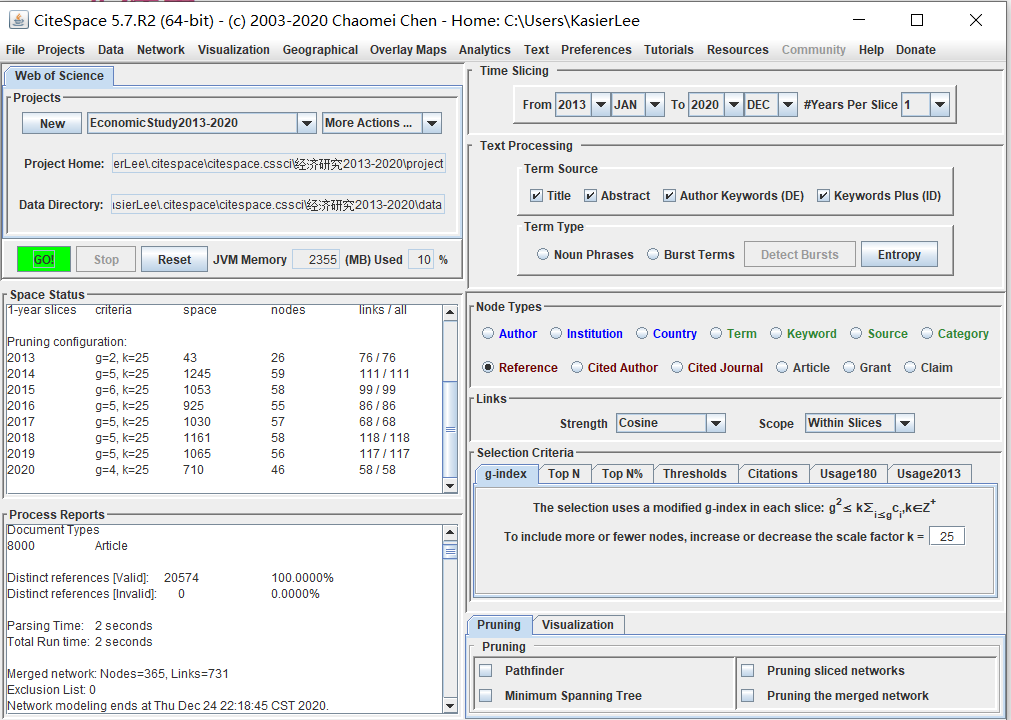 CiteSpace 5.7.R2 (64-bit) - (c) 2003-2020 Chaomei Chen - Home: C:\Users\KasierLee
File Projects Data Network Visualization Geographical Overlay Maps Analytics Text Preferences Tutorials Resources Community Help Donate
Web of Science
Projects
New EconomicStudy2013-2020 More Actions ...
Project Home: erLee\.citespace\citespace.cssci\经济研究2013-2020\project
Data Directory: asierLee\.citespace\citespace.cssci\经济研究2013-2020\data
GO! Stop Reset JVM Memory 2355 (MB) Used 10 %
Space Status
1-year slices criteria space nodes links / all
Pruning configuration:
2013 g=2, k=25 43 26 76 / 76
2014 g=5, k=25 1245 59 111 / 111
2015 g=6, k=25 1053 58 99 / 99
2016 g=5, k=25 925 55 86 / 86
2017 g=5, k=25 1030 57 68 / 68
2018 g=5, k=25 1161 58 118 / 118
2019 g=5, k=25 1065 56 117 / 117
2020 g=4, k=25 710 46 58 / 58
Process Reports
Document Types
8000 Article
Distinct references [Valid]: 20574 100.0000%
Distinct references [Invalid]: 0 0.0000%
Parsing Time: 2 seconds
Total Run time: 2 seconds
Merged network: Nodes=365, Links=731
Exclusion List: 0
Network modeling ends at Thu Dec 24 22:18:45 CST 2020.
Time Slicing
From 2013 JAN To 2020 DEC #Years Per Slice 1
Text Processing
Term Source
Title Abstract Author Keywords (DE) Keywords Plus (ID)
Term Type
Noun Phrases Burst Terms Detect Bursts Entropy
Node Types
Author Institution Country Term Keyword Source Category
Reference Cited Author Cited Journal Article Grant Claim
Links
Strength Cosine Scope Within Slices
Selection Criteria
g-index Top N Top N% Thresholds Citations Usage180 Usage2013
The selection uses a modified g-index in each slice: g² ≤ kΣ_{i≤g}c_i, k∈Z⁺
To include more or fewer nodes, increase or decrease the scale factor k = 25
Pruning Visualization
Pruning
Pathfinder Pruning sliced networks
Minimum Spanning Tree Pruning the merged network